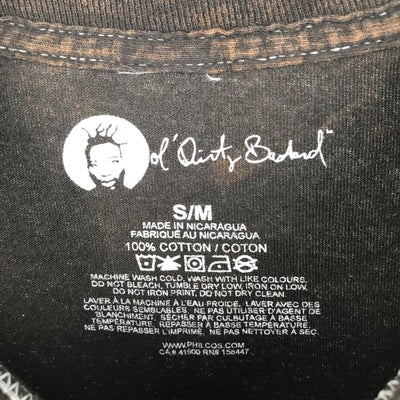 ol' Dirty Bastard™
S/M
MADE IN NICARAGUA
FABRIQUÉ AU NICARAGUA
100% COTTON / COTON
MACHINE WASH COLD, WASH WITH LIKE COLOURS,
DO NOT BLEACH, TUMBLE DRY LOW, IRON ON LOW,
DO NOT IRON PRINT, DO NOT DRY CLEAN.
LAVER À LA MACHINE À L'EAU FROIDE, LAVER AVEC DES
COULEURS SEMBLABLES. NE PAS UTILISER D'AGENT DE
BLANCHIMENT, SÉCHER PAR CULBUTAGE À BASSE
TEMPÉRATURE, REPASSER À BASSE TEMPÉRATURE.
NE PAS REPASSER L'IMPRIMÉ. NE PAS NETTOYER À SEC.
WWW.PHILCOS.COM
CA# 41900 RN# 158447